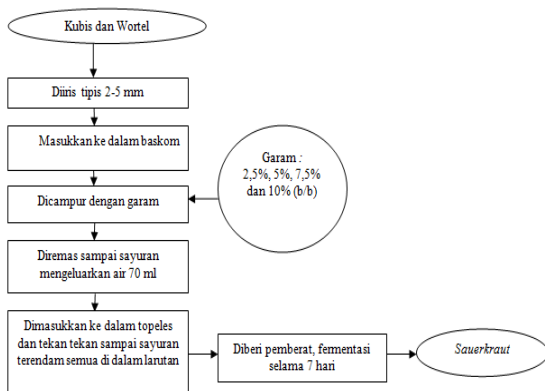 Kubis dan Wortel
Diiris tipis 2-5 mm
Masukkan ke dalam baskom
Garam :
2,5%, 5%, 7,5%
dan 10% (b/b)
Dicampur dengan garam
Diremas sampai sayuran
mengeluarkan air 70 ml
Dimasukkan ke dalam topeles
dan tekan tekan sampai sayuran
terendam semua di dalam larutan
Diberi pemberat, fermentasi
selama 7 hari
Sauerkraut